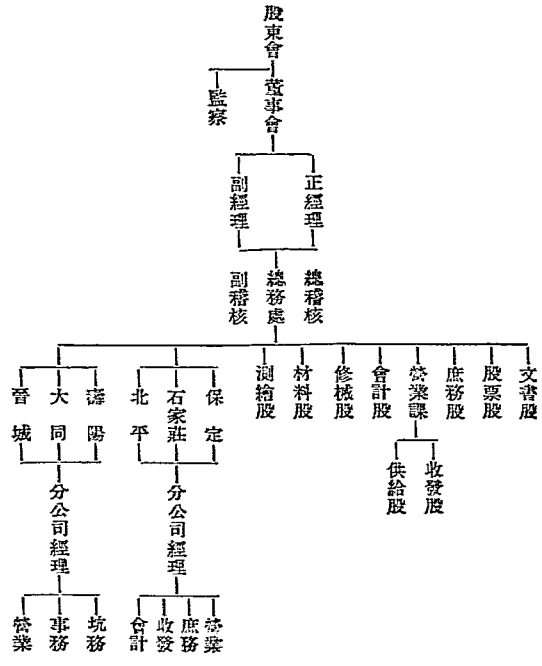 股東會
董事會
監察
正經理
副經理
總稽核
總務處
副稽核
文書股
股票股
庶務股
營業課
會計股
修械股
材料股
測繪股
收發股
供給股
保定
石家莊
北平
壽陽
大同
晉城
分公司經理
分公司經理
營業
庶務
收發
會計
坑務
事務
營業